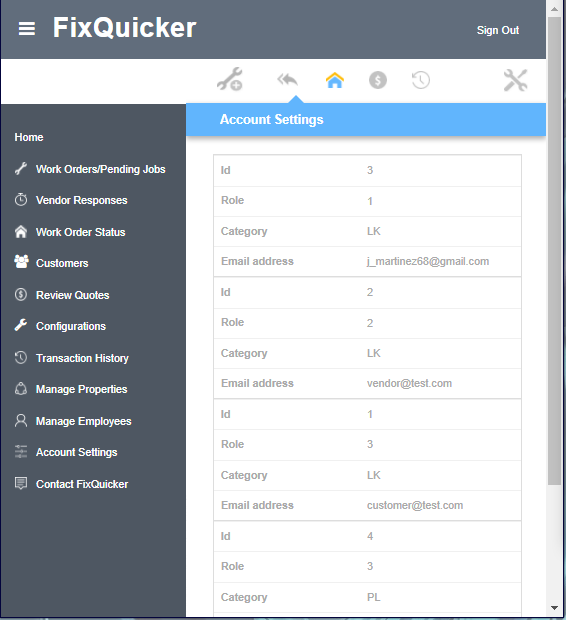 FixQuicker
Sign Out
Account Settings
Home
Work Orders/Pending Jobs
Vendor Responses
Work Order Status
Customers
Review Quotes
Configurations
Transaction History
Manage Properties
Manage Employees
Account Settings
Contact FixQuicker
Id 3
Role 1
Category LK
Email address j_martinez68@gmail.com
Id 2
Role 2
Category LK
Email address vendor@test.com
Id 1
Role 3
Category LK
Email address customer@test.com
Id 4
Role 3
Category PL